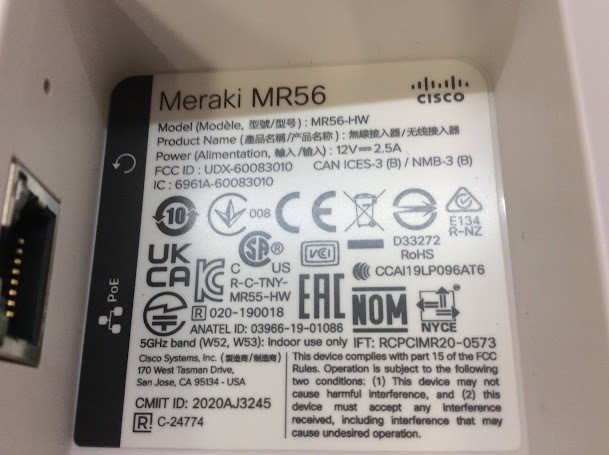 Meraki MR56
CISCO
Model (Modèle, 型號/型号) : MR56-HW
Product Name (產品名稱/产品名称) : 無線接入器/无线接入器
Power (Alimentation, 輸入/输入) : 12V⎓2.5A
FCC ID : UDX-60083010 CAN ICES-3 (B) / NMB-3 (B)
IC : 6961A-60083010
10
008
CE
E134
R-NZ
UK
CA
SA ®
C US
VCI
D33272
RoHS
CCAI19LP096AT6
R-C-TNY-
MR55-HW
EAC
NOM
NYCE
R 020-190018
ANATEL ID: 03966-19-01086
5GHz band (W52, W53): Indoor use only IFT: RCPCIMR20-0573
Cisco Systems, Inc. (製造商/制造商)
170 West Tasman Drive,
San Jose, CA 95134 - USA
CMIIT ID: 2020AJ3245
R C-24774
This device complies with part 15 of the FCC
Rules. Operation is subject to the following
two conditions: (1) This device may not
cause harmful interference, and (2) this
device must accept any interference
received, including interference that may
cause undesired operation.
PoE